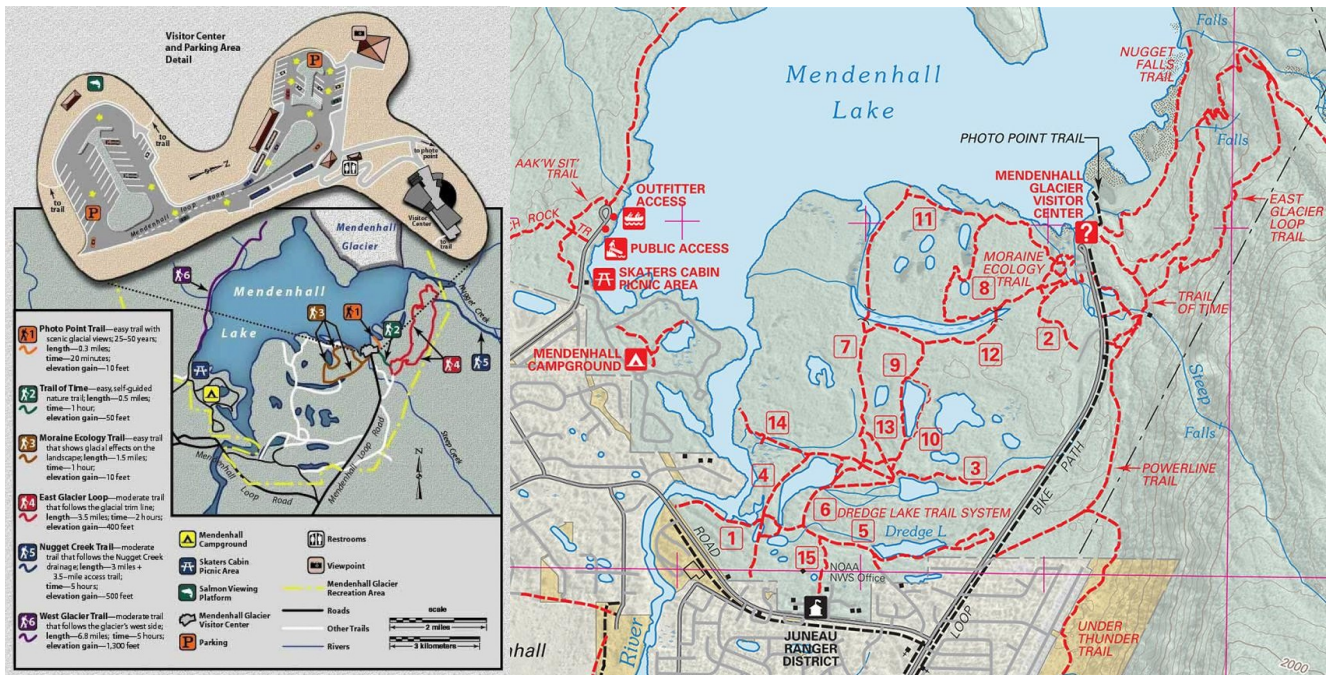 Visitor Center
and Parking Area
Detail
P
to
trail
to
trail
P
Mendenhall loop Road
N
S
to photo
point
Visitor
Center
to
trail
Mendenhall
Glacier
Mendenhall
Lake
6
3
1
2
4
5
Nugget Creek
Steep Creek
Mendenhall Loop Road
Mendenhall
Loop
Road
N
S
1
Photo Point Trail—easy trail with
scenic glacial views; 25–50 years;
length—0.3 miles;
time—20 minutes;
elevation gain—10 feet
2
Trail of Time—easy, self-guided
nature trail; length—0.5 miles;
time—1 hour;
elevation gain—50 feet
3
Moraine Ecology Trail—easy trail
that shows glacial effects on the
landscape; length—1.5 miles;
time—1 hour;
elevation gain—10 feet
4
East Glacier Loop—moderate trail
that follows the glacial trim line;
length—3.5 miles; time—2 hours;
elevation gain—400 feet
5
Nugget Creek Trail—moderate
trail that follows the Nugget Creek
drainage; length—3 miles +
3.5–mile access trail;
time—5 hours;
elevation gain—500 feet
6
West Glacier Trail—moderate trail
that follows the glacier's west side;
length—6.8 miles; time—5 hours;
elevation gain—1,300 feet
Mendenhall
Campground
Skaters Cabin
Picnic Area
Salmon Viewing
Platform
Mendenhall Glacier
Visitor Center
P
Parking
Restrooms
Viewpoint
Mendenhall Glacier
Recreation Area
Roads
Other Trails
Rivers
scale
2 miles
3 kilometers
Mendenhall
Lake
Falls
NUGGET
FALLS
TRAIL
PHOTO POINT TRAIL
Falls
MENDENHALL
GLACIER
VISITOR
CENTER
?
EAST
GLACIER
LOOP
TRAIL
AAK'W SIT'
TRAIL
OUTFITTER
ACCESS
CH ROCK
TR
PUBLIC ACCESS
SKATERS CABIN
PICNIC AREA
MENDENHALL
CAMPGROUND
11
MORAINE
ECOLOGY
TRAIL
8
TRAIL
OF TIME
2
7
9
12
Steep
Falls
14
13
10
4
3
POWERLINE
TRAIL
6
DREDGE LAKE TRAIL SYSTEM
5
Dredge L
1
15
NOAA
NWS Office
ROAD
BIKE PATH
LOOP
JUNEAU
RANGER
DISTRICT
UNDER
THUNDER
TRAIL
River
hall
2000